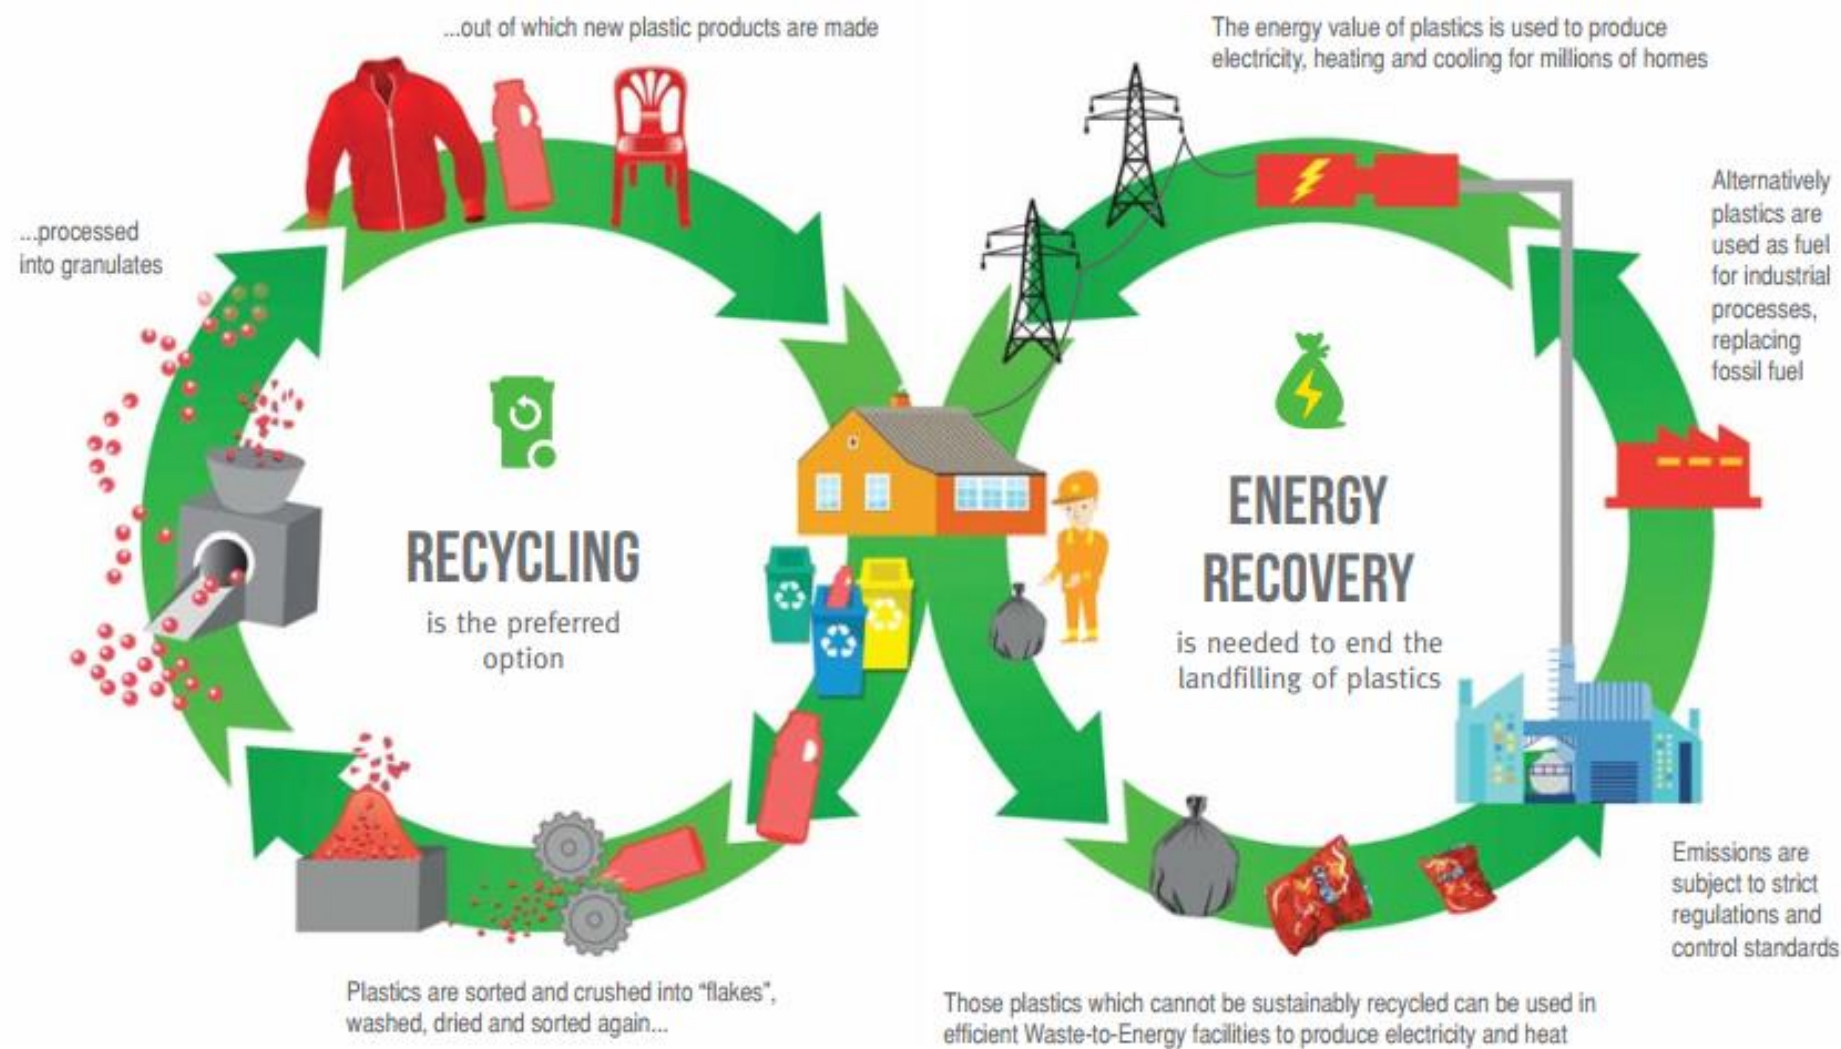 ...out of which new plastic products are made
The energy value of plastics is used to produce
electricity, heating and cooling for millions of homes
Alternatively
plastics are
used as fuel
for industrial
processes,
replacing
fossil fuel
...processed
into granulates
RECYCLING
is the preferred
option
ENERGY
RECOVERY
is needed to end the
landfilling of plastics
Emissions are
subject to strict
regulations and
control standards
Plastics are sorted and crushed into "flakes",
washed, dried and sorted again...
Those plastics which cannot be sustainably recycled can be used in
efficient Waste-to-Energy facilities to produce electricity and heat